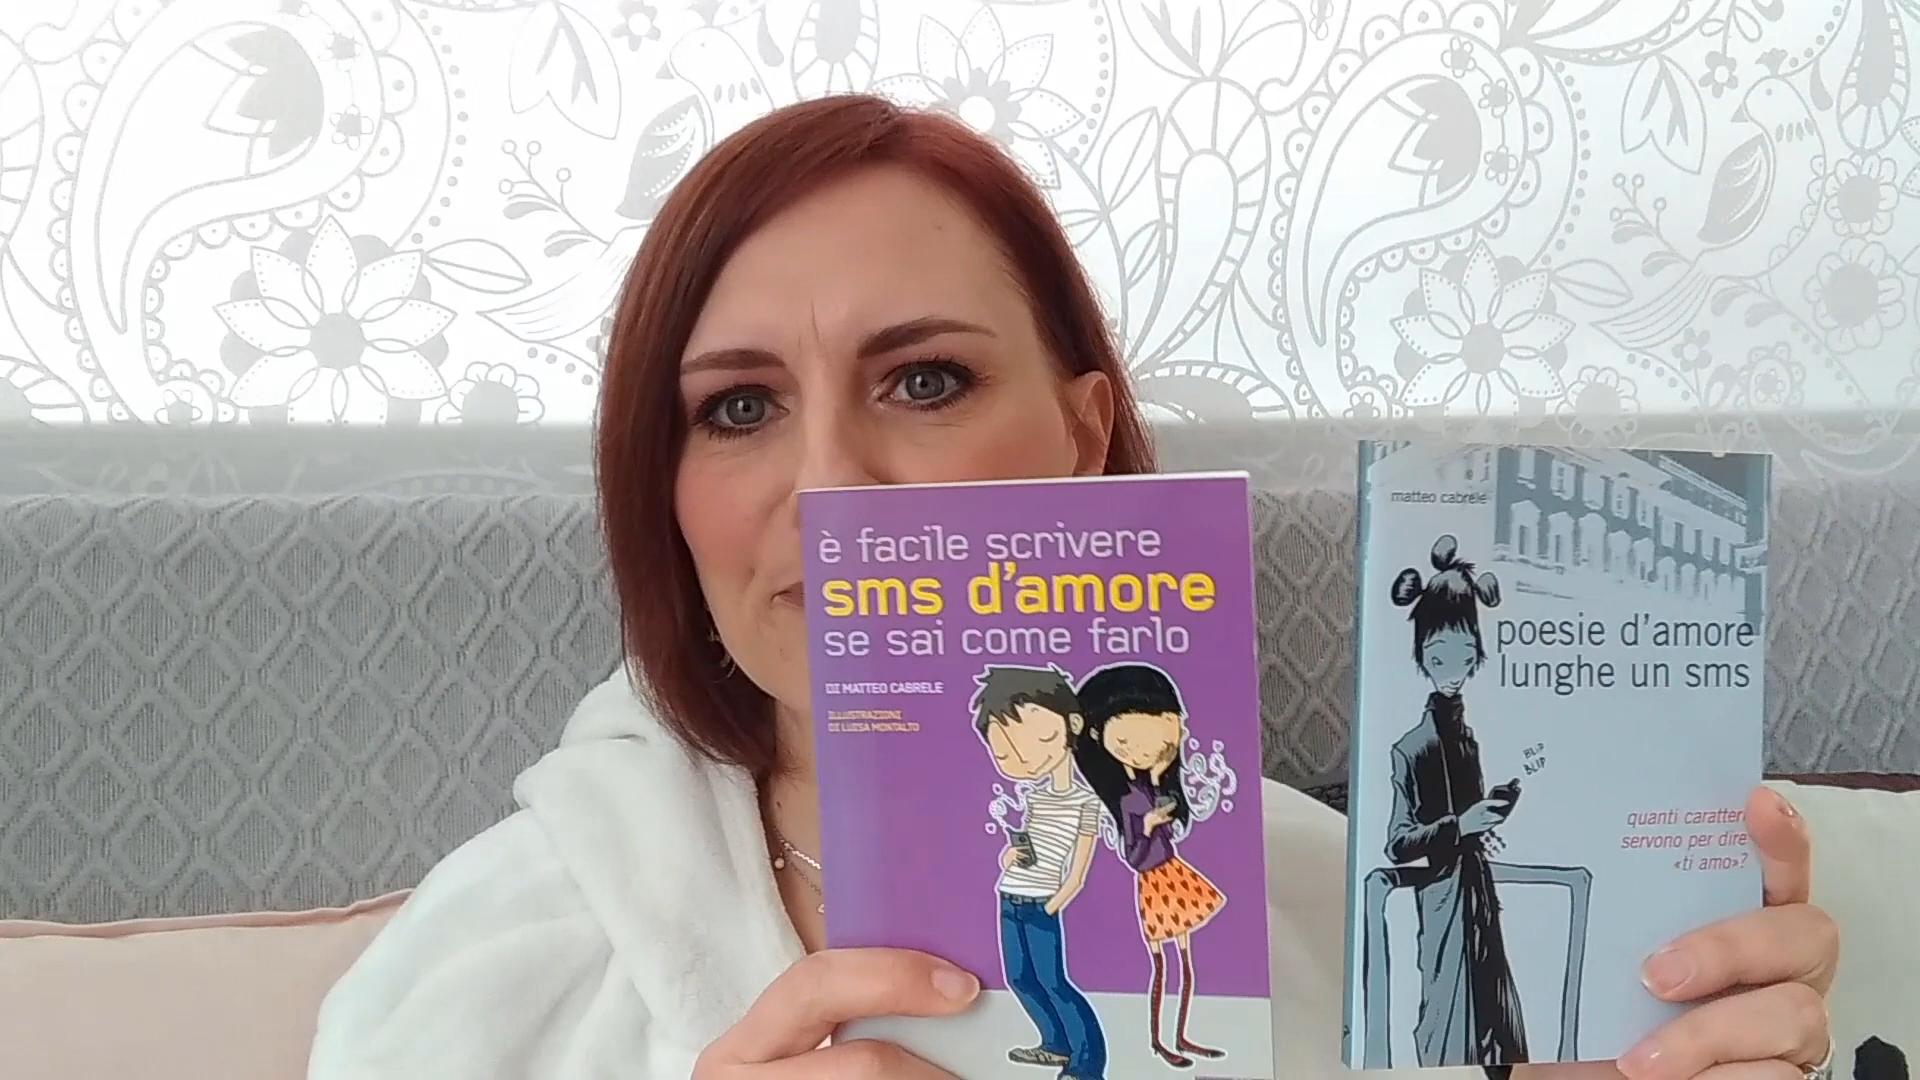 è facile scrivere
sms d'amore
se sai come farlo
DI MATTEO CABRELE
ILLUSTRAZIONI
DI LUISA MONTALTO
matteo cabrele
poesie d'amore
lunghe un sms
BLIP
BLIP
quanti caratteri
servono per dire
«ti amo»?